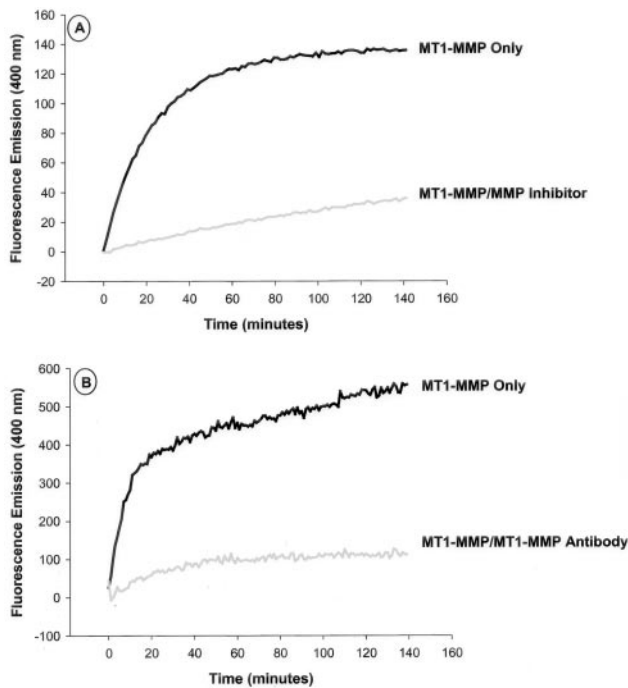 A
160
140
120
100
80
60
40
20
0
-20
Fluorescence Emission (400 nm)
MT1-MMP Only
MT1-MMP/MMP Inhibitor
0 20 40 60 80 100 120 140 160
Time (minutes)
B
600
500
400
300
200
100
0
-100
Fluorescence Emission (400 nm)
MT1-MMP Only
MT1-MMP/MT1-MMP Antibody
0 20 40 60 80 100 120 140 160
Time (minutes)